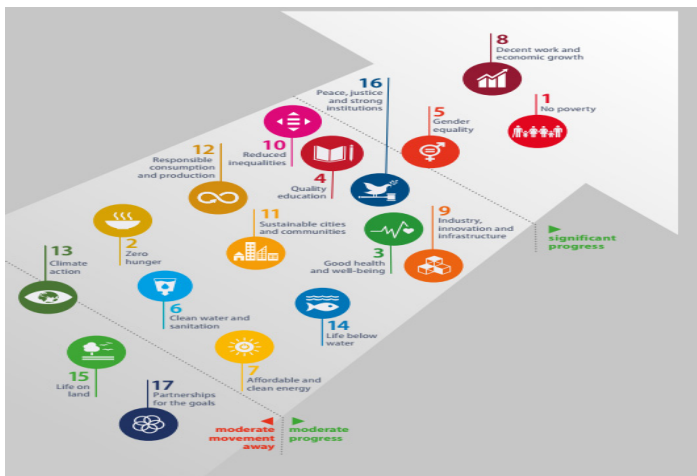 8
Decent work and
economic growth
1
No poverty
16
Peace, justice
and strong
institutions
5
Gender
equality
10
Reduced
inequalities
12
Responsible
consumption
and production
4
Quality
education
11
Sustainable cities
and communities
9
Industry,
innovation and
infrastructure
3
Good health
and well-being
2
Zero
hunger
13
Climate
action
6
Clean water and
sanitation
14
Life below
water
15
Life on
land
7
Affordable and
clean energy
17
Partnerships
for the goals
significant
progress
moderate
movement
away
moderate
progress